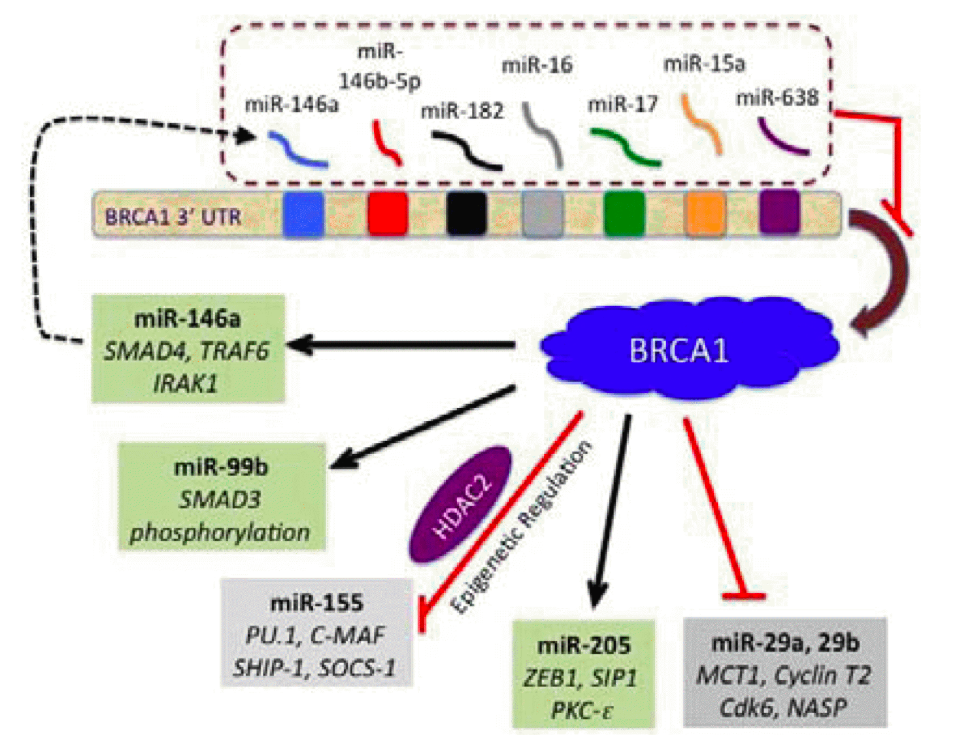 miR-
146b-5p
miR-16
miR-15a
miR-146a
miR-182
miR-17
miR-638
BRCA1 3' UTR
miR-146a
SMAD4, TRAF6
IRAK1
BRCA1
miR-99b
SMAD3
phosphorylation
HDAC2
Epigenetic Regulation
miR-155
PU.1, C-MAF
SHIP-1, SOCS-1
miR-205
ZEB1, SIP1
PKC-ε
miR-29a, 29b
MCT1, Cyclin T2
Cdk6, NASP